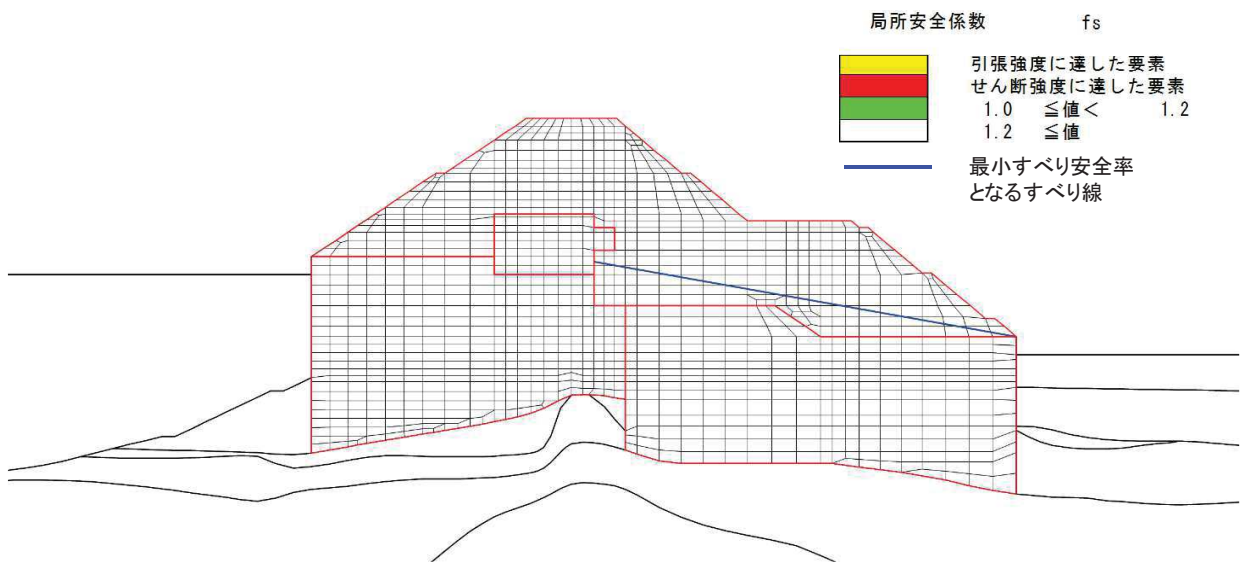 局所安全係数 fs
引張強度に達した要素
せん断強度に達した要素
1.0 ≦値< 1.2
1.2 ≦値
最小すべり安全率
となるすべり線